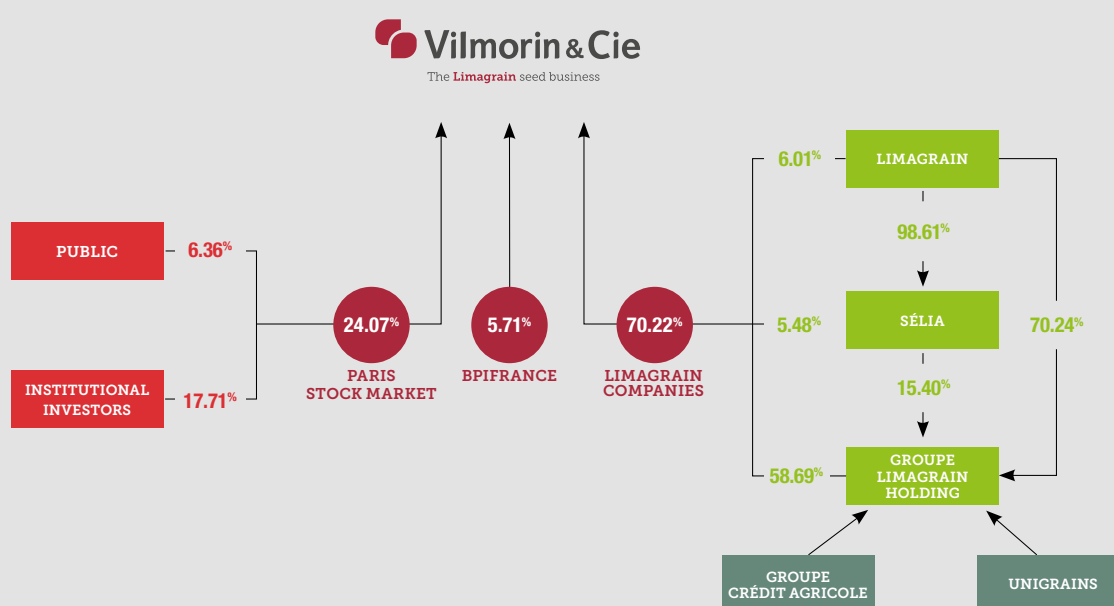 Vilmorin & Cie
The Limagrain seed business
LIMAGRAIN
6.01%
98.61%
PUBLIC
6.36%
SÉLIA
5.48%
70.24%
24.07%
PARIS
STOCK MARKET
5.71%
BPIFRANCE
70.22%
LIMAGRAIN
COMPANIES
INSTITUTIONAL
INVESTORS
17.71%
15.40%
GROUPE
LIMAGRAIN
HOLDING
58.69%
GROUPE
CRÉDIT AGRICOLE
UNIGRAINS